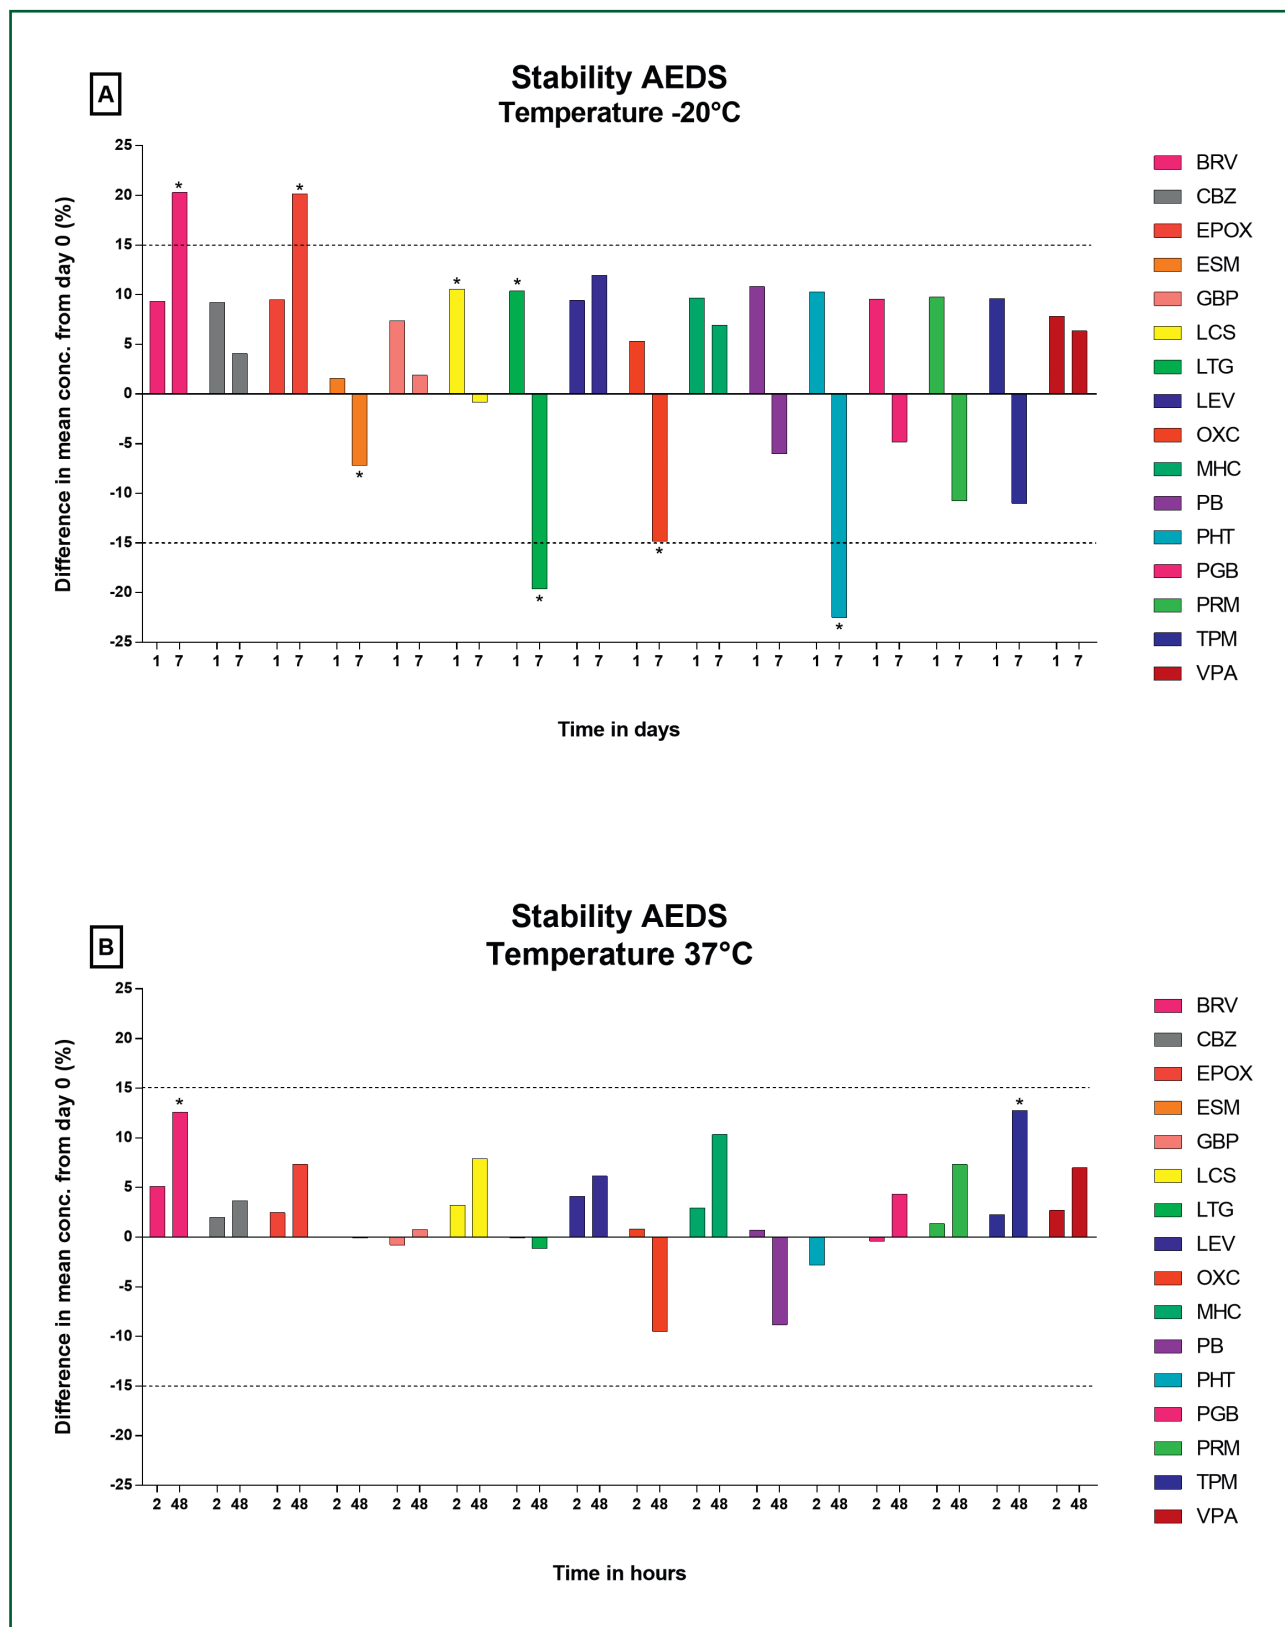 A
Stability AEDS
Temperature -20°C
Difference in mean conc. from day 0 (%)
25
20
15
10
5
0
-5
-10
-15
-20
-25
* * * * * * * * *
1 7 1 7 1 7 1 7 1 7 1 7 1 7 1 7 1 7 1 7 1 7 1 7 1 7 1 7 1 7 1 7
Time in days
BRV
CBZ
EPOX
ESM
GBP
LCS
LTG
LEV
OXC
MHC
PB
PHT
PGB
PRM
TPM
VPA
B
Stability AEDS
Temperature 37°C
Difference in mean conc. from day 0 (%)
25
20
15
10
5
0
-5
-10
-15
-20
-25
* *
2 48 2 48 2 48 2 48 2 48 2 48 2 48 2 48 2 48 2 48 2 48 2 48 2 48 2 48 2 48 2 48
Time in hours
BRV
CBZ
EPOX
ESM
GBP
LCS
LTG
LEV
OXC
MHC
PB
PHT
PGB
PRM
TPM
VPA